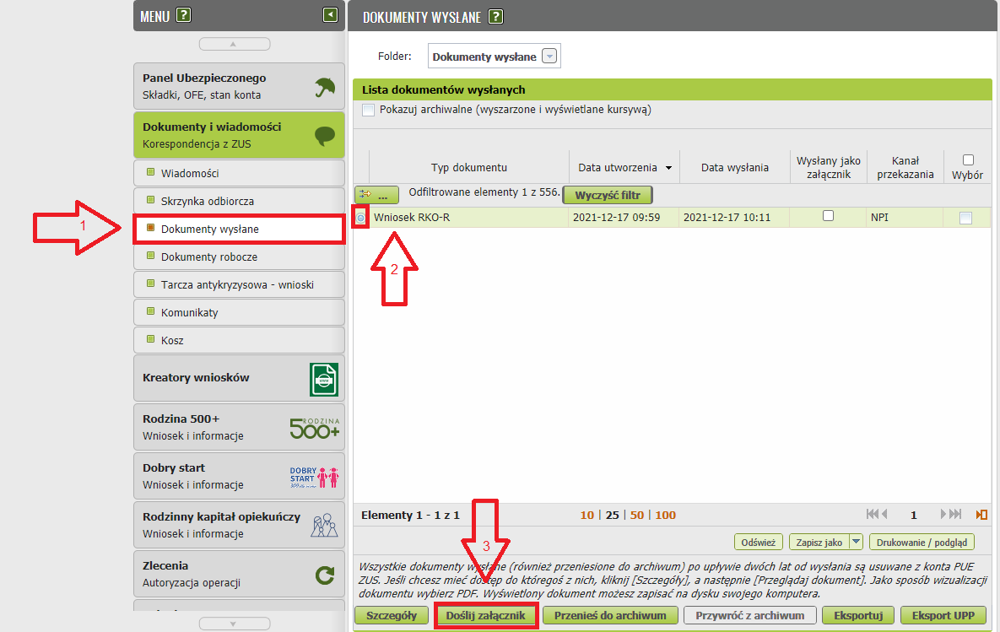 MENU ?
DOKUMENTY WYSŁANE ?
Folder: Dokumenty wysłane
Panel Ubezpieczonego
Składki, OFE, stan konta
Dokumenty i wiadomości
Korespondencja z ZUS
Wiadomości
Skrzynka odbiorcza
1
Dokumenty wysłane
Dokumenty robocze
Tarcza antykryzysowa - wnioski
Komunikaty
Kosz
Kreatory wniosków
www
Rodzina 500+
Wniosek i informacje
RODZINA
500+
Dobry start
Wniosek i informacje
DOBRY
START
Rodzinny kapitał opiekuńczy
Wniosek i informacje
Zlecenia
Autoryzacja operacji
Lista dokumentów wysłanych
Pokazuj archiwalne (wyszarzone i wyświetlane kursywą)
Typ dokumentu
Data utworzenia
Data wysłania
Wysłany jako
załącznik
Kanał
przekazania
Wybór
...
Odfiltrowane elementy 1 z 556.
Wyczyść filtr
Wniosek RKO-R
2021-12-17 09:59
2021-12-17 10:11
NPI
2
Elementy 1 - 1 z 1
10 | 25 | 50 | 100
1
Odśwież
Zapisz jako
Drukowanie / podgląd
3
Wszystkie dokumenty wysłane (również przeniesione do archiwum) po upływie dwóch lat od wysłania są usuwane z konta PUE
ZUS. Jeśli chcesz mieć dostęp do któregoś z nich, kliknij [Szczegóły], a następnie [Przeglądaj dokument]. Jako sposób wizualizacji
dokumentu wybierz PDF. Wyświetlony dokument możesz zapisać na dysku swojego komputera.
Szczegóły
Doślij załącznik
Przenieś do archiwum
Przywróć z archiwum
Eksportuj
Eksport UPP